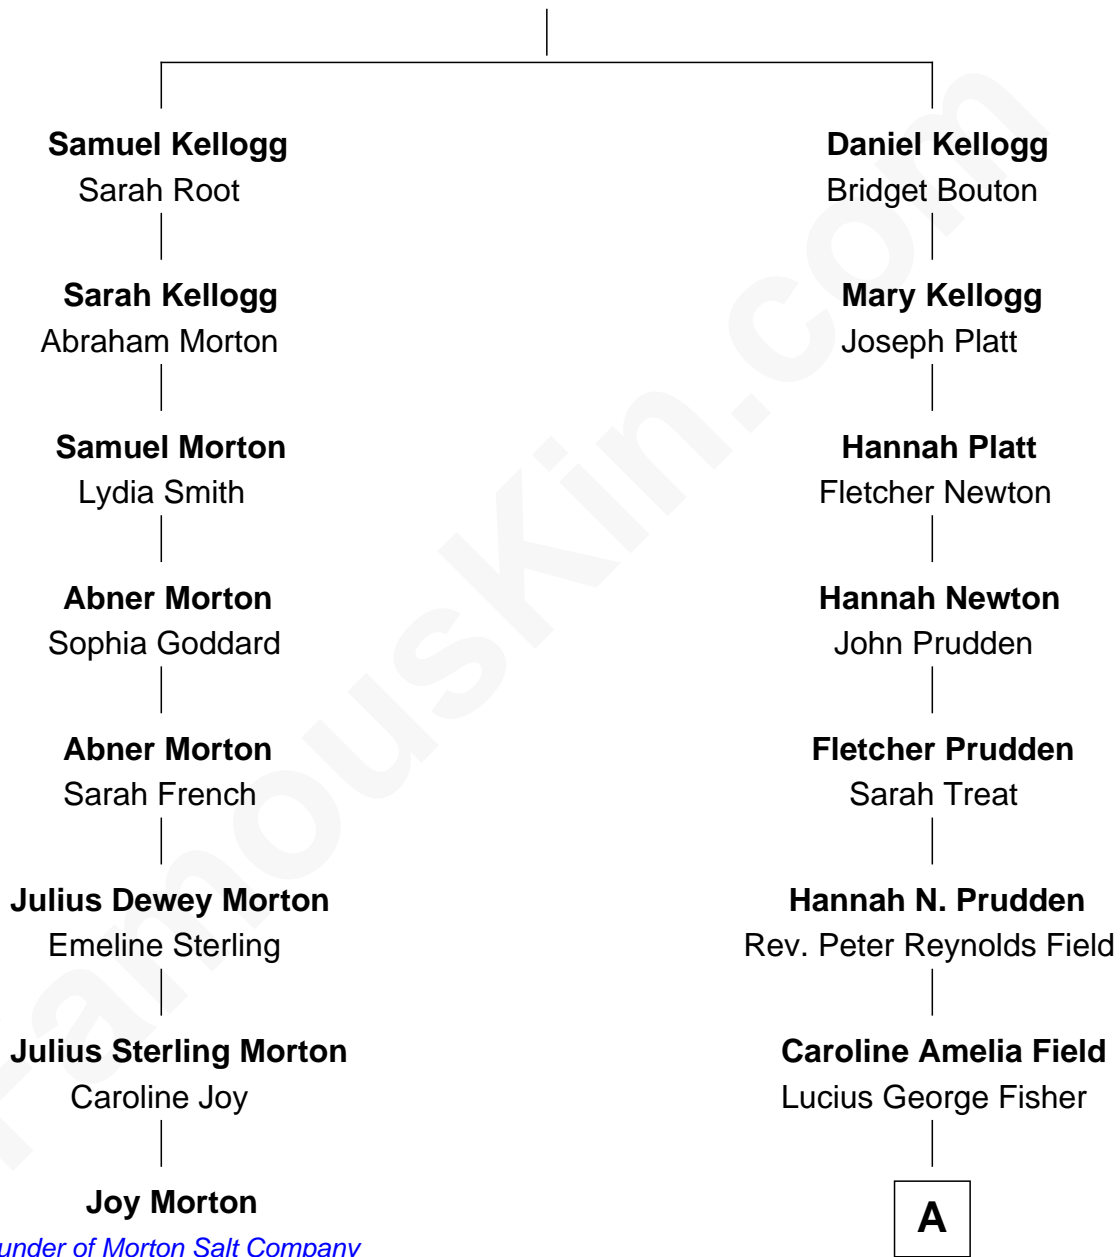 Samuel Kellogg
Sarah Root
Sarah Kellogg
Abraham Morton
Samuel Morton
Lydia Smith
Abner Morton
Sophia Goddard
Abner Morton
Sarah French
Julius Dewey Morton
Emeline Sterling
Julius Sterling Morton
Caroline Joy
Joy Morton
under of Morton Salt Company
Daniel Kellogg
Bridget Bouton
Mary Kellogg
Joseph Platt
Hannah Platt
Fletcher Newton
Hannah Newton
John Prudden
Fletcher Prudden
Sarah Treat
Hannah N. Prudden
Rev. Peter Reynolds Field
Caroline Amelia Field
Lucius George Fisher
A
FamousKin.com